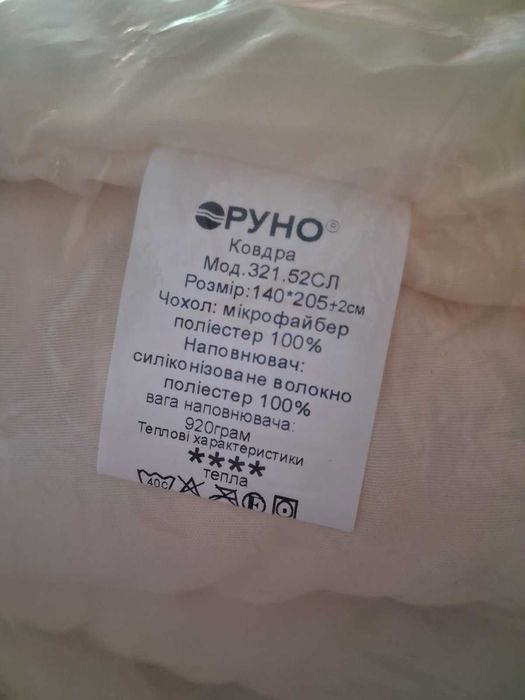 РУНО®
Ковдра
Мод.321.52СЛ
Розмір:140*205±2см
Чохол: мікрофайбер
поліестер 100%
Наповнювач:
силіконізоване волокно
поліестер 100%
вага наповнювача:
920грам
Теплові характеристики
****
тепла
40C F